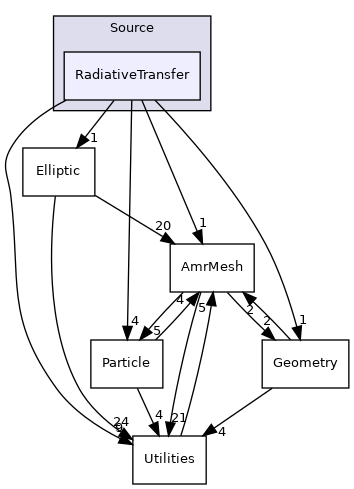 Source
RadiativeTransfer
1
Elliptic
20
1
AmrMesh
4
5
4
5
2
2
1
Particle
Geometry
4
21
4
24
9
Utilities